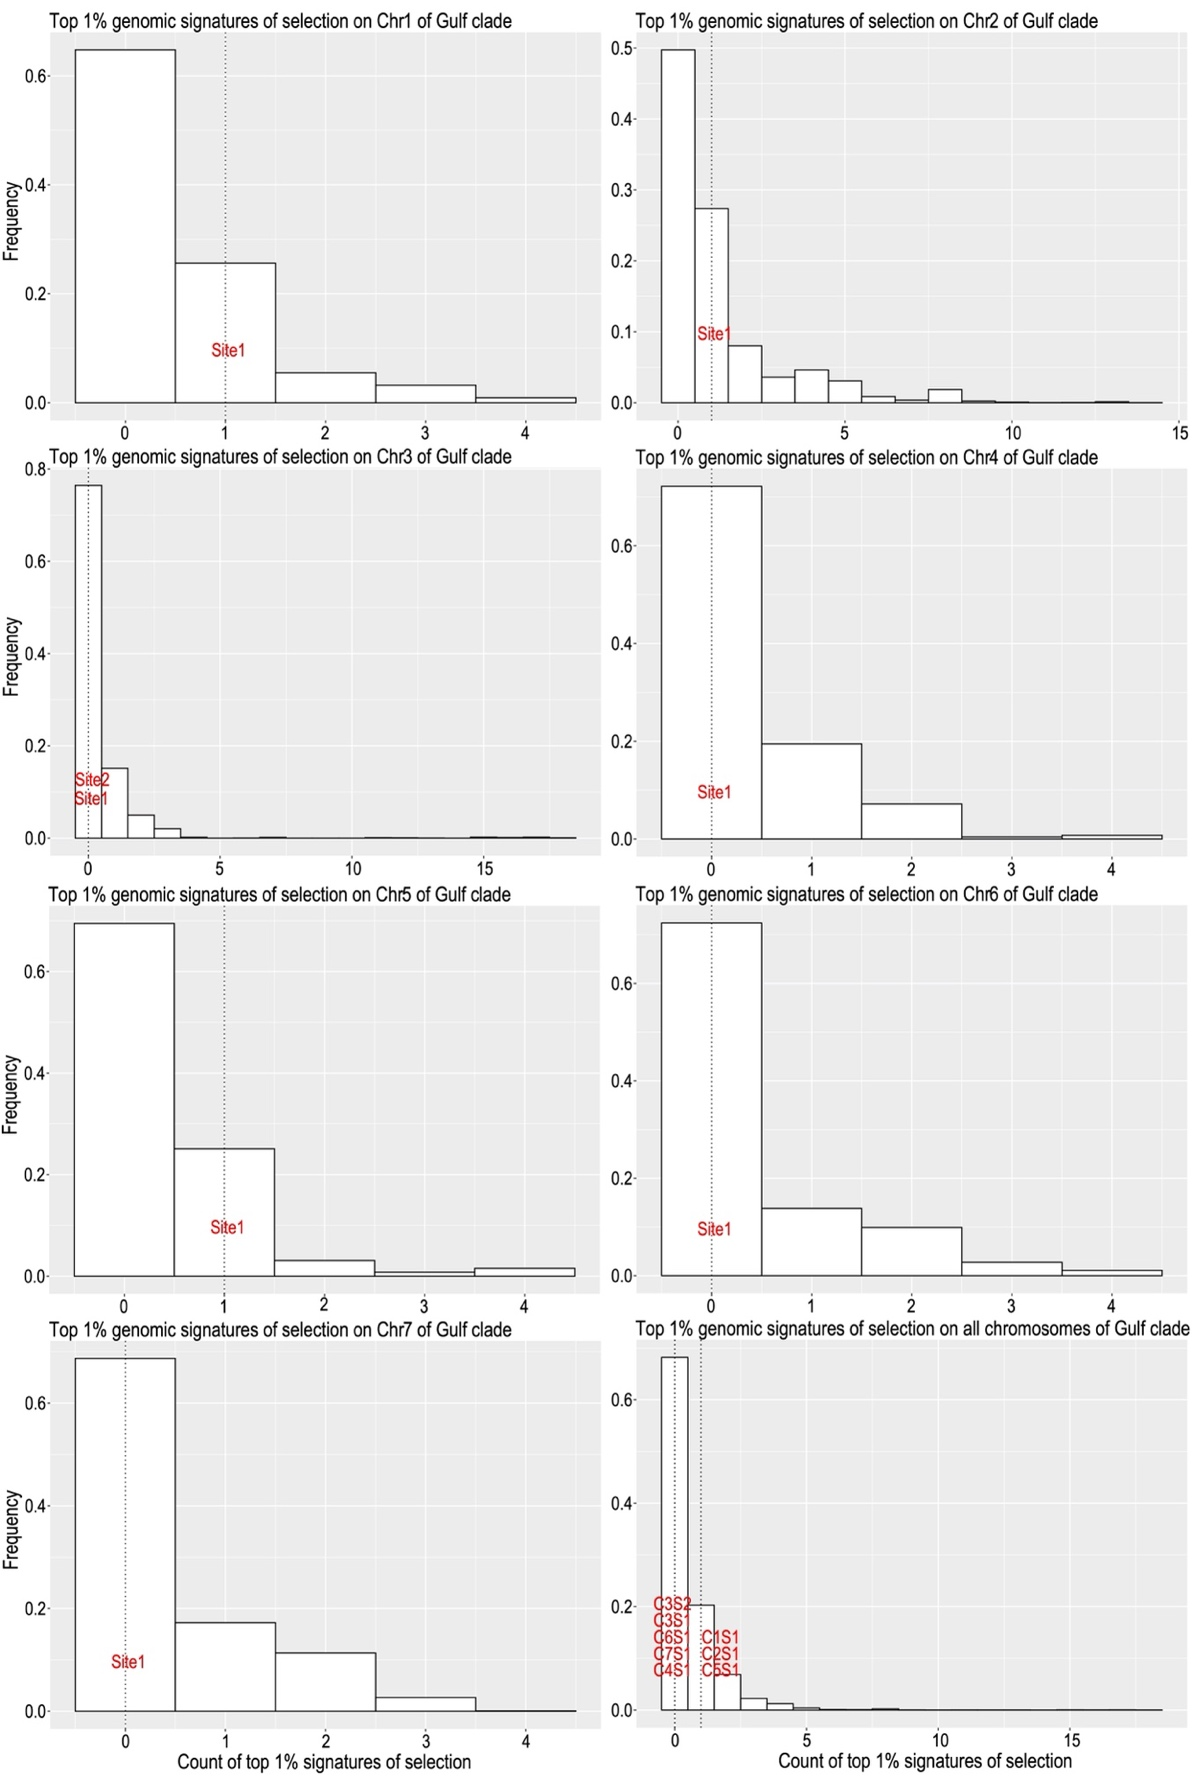 Top 1% genomic signatures of selection on Chr1 of Gulf clade
Frequency
0.6
0.4
0.2
0.0
Site1
0 1 2 3 4
Top 1% genomic signatures of selection on Chr2 of Gulf clade
0.5
0.4
0.3
0.2
0.1
0.0
Site1
0 5 10 15
Top 1% genomic signatures of selection on Chr3 of Gulf clade
Frequency
0.8
0.6
0.4
0.2
0.0
Site2
Site1
0 5 10 15
Top 1% genomic signatures of selection on Chr4 of Gulf clade
0.6
0.4
0.2
0.0
Site1
0 1 2 3 4
Top 1% genomic signatures of selection on Chr5 of Gulf clade
Frequency
0.6
0.4
0.2
0.0
Site1
0 1 2 3 4
Top 1% genomic signatures of selection on Chr6 of Gulf clade
0.6
0.4
0.2
0.0
Site1
0 1 2 3 4
Top 1% genomic signatures of selection on Chr7 of Gulf clade
Frequency
0.6
0.4
0.2
0.0
Site1
0 1 2 3 4
Count of top 1% signatures of selection
Top 1% genomic signatures of selection on all chromosomes of Gulf clade
0.6
0.4
0.2
0.0
C3S2
C3S1
C6S1 C1S1
C7S1 C2S1
C4S1 C5S1
0 5 10 15
Count of top 1% signatures of selection